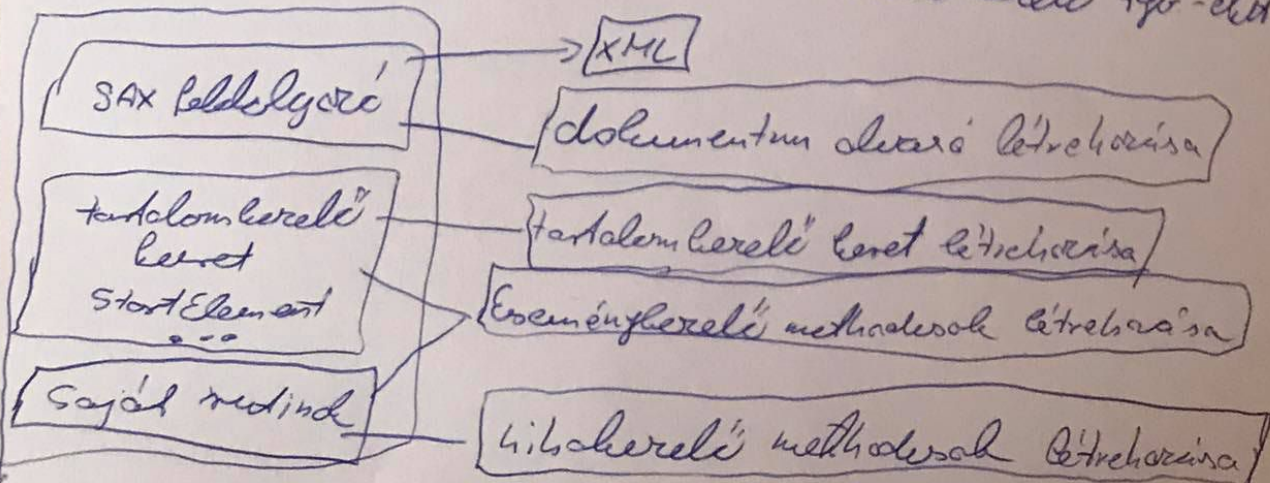 XML
SAX feldolgozó
dokumentum olvasó létrehozása
tartalomkezelő
keret
StartElement
...
tartalomkezelő keret létrehozása
Eseménykezelő methodusok létrehozása
Saját
hibakezelő methodusok létrehozása